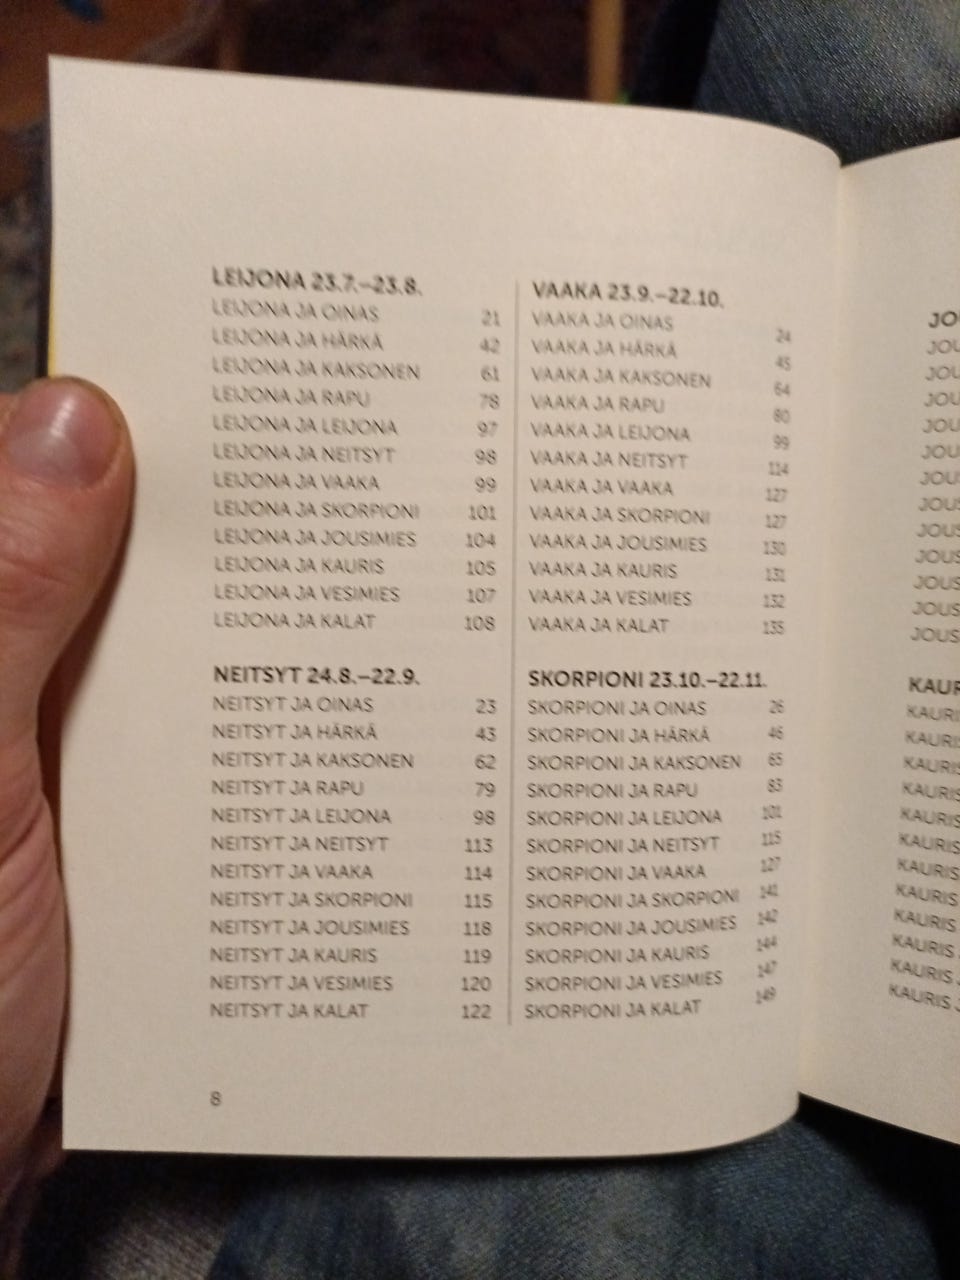 LEIJONA 23.7.–23.8.
LEIJONA JA OINAS 21
LEIJONA JA HÄRKÄ 42
LEIJONA JA KAKSONEN 61
LEIJONA JA RAPU 78
LEIJONA JA LEIJONA 97
LEIJONA JA NEITSYT 98
LEIJONA JA VAAKA 99
LEIJONA JA SKORPIONI 101
LEIJONA JA JOUSIMIES 104
LEIJONA JA KAURIS 105
LEIJONA JA VESIMIES 107
LEIJONA JA KALAT 108
NEITSYT 24.8.–22.9.
NEITSYT JA OINAS 23
NEITSYT JA HÄRKÄ 43
NEITSYT JA KAKSONEN 62
NEITSYT JA RAPU 79
NEITSYT JA LEIJONA 98
NEITSYT JA NEITSYT 113
NEITSYT JA VAAKA 114
NEITSYT JA SKORPIONI 115
NEITSYT JA JOUSIMIES 118
NEITSYT JA KAURIS 119
NEITSYT JA VESIMIES 120
NEITSYT JA KALAT 122
VAAKA 23.9.–22.10.
VAAKA JA OINAS 24
VAAKA JA HÄRKÄ 45
VAAKA JA KAKSONEN 64
VAAKA JA RAPU 80
VAAKA JA LEIJONA 99
VAAKA JA NEITSYT 114
VAAKA JA VAAKA 127
VAAKA JA SKORPIONI 127
VAAKA JA JOUSIMIES 130
VAAKA JA KAURIS 131
VAAKA JA VESIMIES 132
VAAKA JA KALAT 135
SKORPIONI 23.10.–22.11.
SKORPIONI JA OINAS 26
SKORPIONI JA HÄRKÄ 46
SKORPIONI JA KAKSONEN 65
SKORPIONI JA RAPU 83
SKORPIONI JA LEIJONA 101
SKORPIONI JA NEITSYT 115
SKORPIONI JA VAAKA 127
SKORPIONI JA SKORPIONI 141
SKORPIONI JA JOUSIMIES 142
SKORPIONI JA KAURIS 144
SKORPIONI JA VESIMIES 147
SKORPIONI JA KALAT 149
8
KAURIS
KAURIS